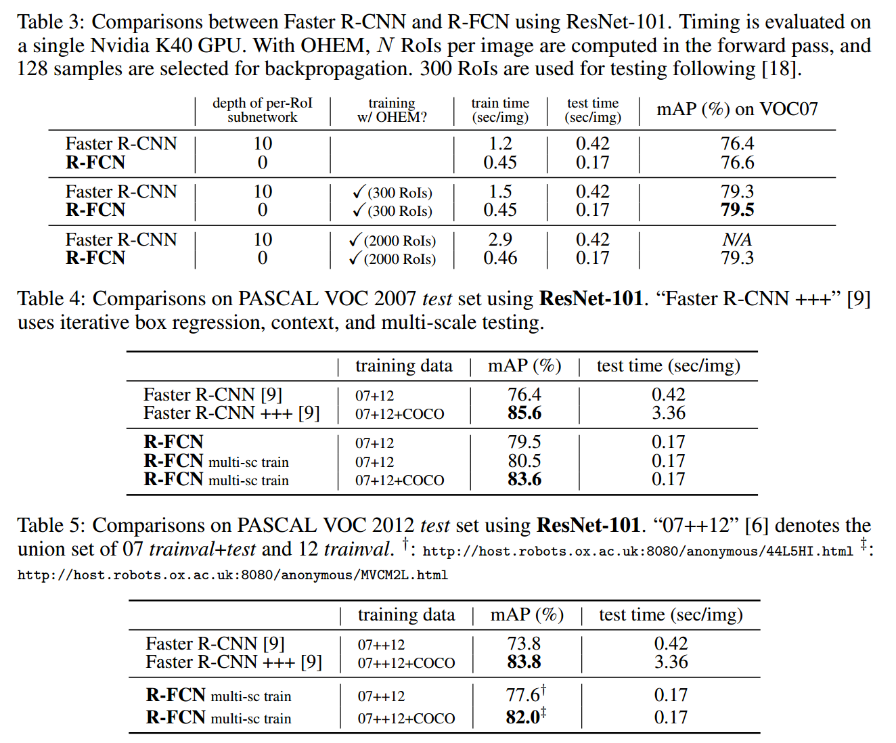 Table 3: Comparisons between Faster R-CNN and R-FCN using ResNet-101. Timing is evaluated on
a single Nvidia K40 GPU. With OHEM, N RoIs per image are computed in the forward pass, and
128 samples are selected for backpropagation. 300 RoIs are used for testing following [18].
depth of per-RoI subnetwork | training w/ OHEM? | train time (sec/img) | test time (sec/img) | mAP (%) on VOC07
Faster R-CNN | 10 | | 1.2 | 0.42 | 76.4
R-FCN | 0 | | 0.45 | 0.17 | 76.6
Faster R-CNN | 10 | ✓(300 RoIs) | 1.5 | 0.42 | 79.3
R-FCN | 0 | ✓(300 RoIs) | 0.45 | 0.17 | 79.5
Faster R-CNN | 10 | ✓(2000 RoIs) | 2.9 | 0.42 | N/A
R-FCN | 0 | ✓(2000 RoIs) | 0.46 | 0.17 | 79.3
Table 4: Comparisons on PASCAL VOC 2007 test set using ResNet-101. “Faster R-CNN +++” [9]
uses iterative box regression, context, and multi-scale testing.
training data | mAP (%) | test time (sec/img)
Faster R-CNN [9] | 07+12 | 76.4 | 0.42
Faster R-CNN +++ [9] | 07+12+COCO | 85.6 | 3.36
R-FCN | 07+12 | 79.5 | 0.17
R-FCN multi-sc train | 07+12 | 80.5 | 0.17
R-FCN multi-sc train | 07+12+COCO | 83.6 | 0.17
Table 5: Comparisons on PASCAL VOC 2012 test set using ResNet-101. “07++12” [6] denotes the
union set of 07 trainval+test and 12 trainval. †: http://host.robots.ox.ac.uk:8080/anonymous/44L5HI.html ‡:
http://host.robots.ox.ac.uk:8080/anonymous/MVCM2L.html
training data | mAP (%) | test time (sec/img)
Faster R-CNN [9] | 07++12 | 73.8 | 0.42
Faster R-CNN +++ [9] | 07++12+COCO | 83.8 | 3.36
R-FCN multi-sc train | 07++12 | 77.6† | 0.17
R-FCN multi-sc train | 07++12+COCO | 82.0‡ | 0.17